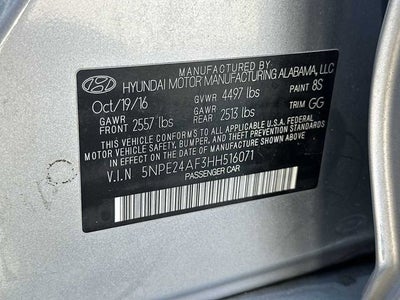 MANUFACTURED BY
HYUNDAI MOTOR MANUFACTURING ALABAMA, LLC
Oct/19/16 GVWR 4497 lbs PAINT 8S
GAWR FRONT 2557 lbs GAWR REAR 2513 lbs TRIM GG
THIS VEHICLE CONFORMS TO ALL APPLICABLE U.S. FEDERAL
MOTOR VEHICLE SAFETY, BUMPER, AND THEFT PREVENTION STANDARDS
IN EFFECT ON THE DATE OF MANUFACTURE SHOWN ABOVE.
V.I.N 5NPE24AF3HH516071
PASSENGER CAR